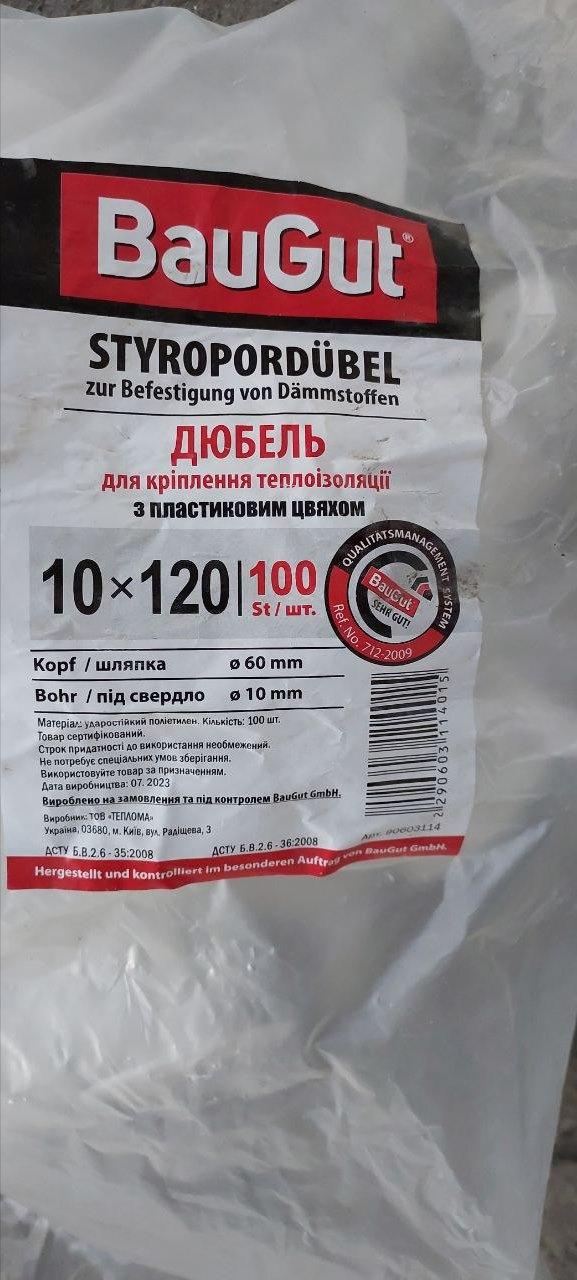 BauGut®
STYROPORDÜBEL
zur Befestigung von Dämmstoffen
ДЮБЕЛЬ
для кріплення теплоізоляції
з пластиковим цвяхом
10×120 | 100 St / шт.
QUALITÄTSMANAGEMENT SYSTEM
BauGut
SEHR GUT!
Ref. No. 712-2009
Kopf / шляпка ø 60 mm
Bohr / під свердло ø 10 mm
Матеріал: ударостійкий поліетилен. Кількість: 100 шт.
Товар сертифікований.
Строк придатності до використання необмежений.
Не потребує спеціальних умов зберігання.
Використовуйте товар за призначенням.
Дата виробництва: 07. 2023
Вироблено на замовлення та під контролем BauGut GmbH.
Виробник: ТОВ «ТЕПЛОМА»
Україна, 03680, м. Київ, вул. Радіщева, 3
ДСТУ Б.В.2.6 - 35:2008 ДСТУ Б.В.2.6 - 36:2008
2 290603 114015
Арт. 90603114
Hergestellt und kontrolliert im besonderen Auftrag von BauGut GmbH.